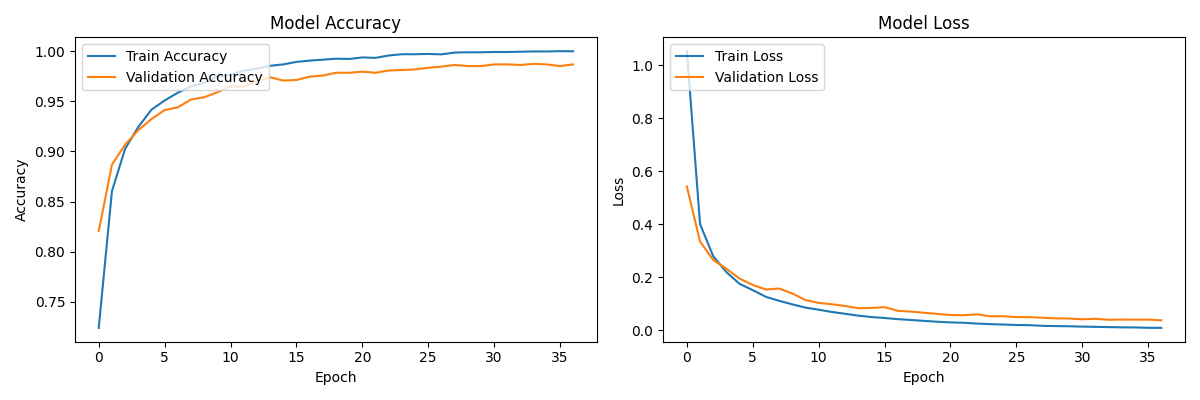 Model Accuracy
Train Accuracy
Validation Accuracy
Accuracy
1.00
0.95
0.90
0.85
0.80
0.75
0 5 10 15 20 25 30 35
Epoch
Model Loss
Train Loss
Validation Loss
Loss
1.0
0.8
0.6
0.4
0.2
0.0
0 5 10 15 20 25 30 35
Epoch